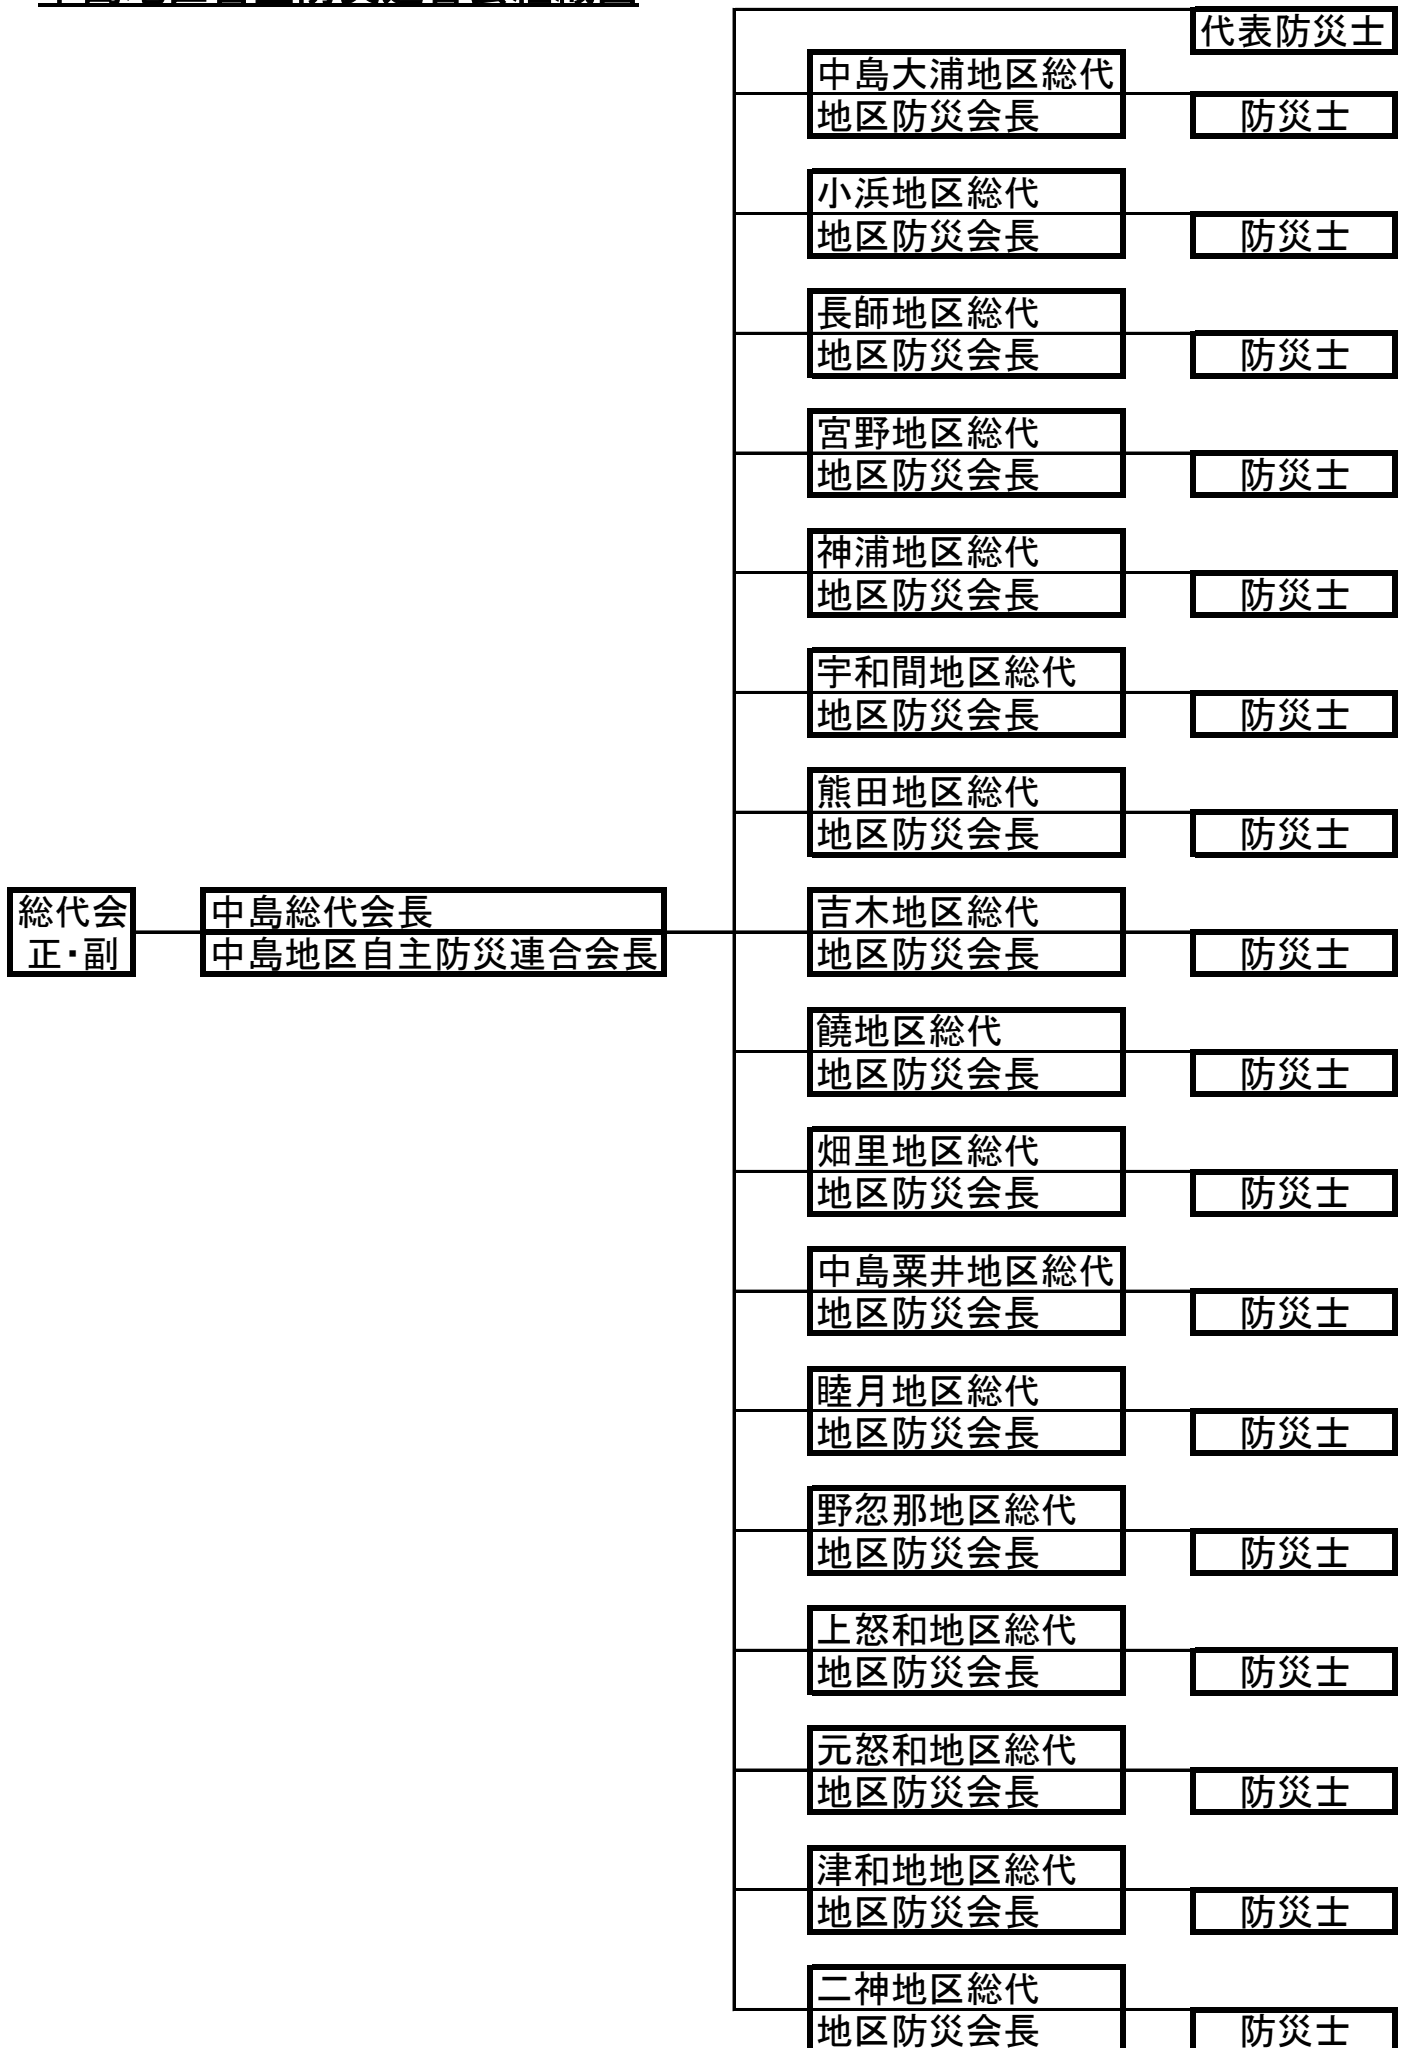 代表防災士
中島大浦地区総代
地区防災会長
防災士
小浜地区総代
地区防災会長
防災士
長師地区総代
地区防災会長
防災士
宮野地区総代
地区防災会長
防災士
神浦地区総代
地区防災会長
防災士
宇和間地区総代
地区防災会長
防災士
熊田地区総代
地区防災会長
防災士
総代会
正・副
中島総代会長
中島地区自主防災連合会長
吉木地区総代
地区防災会長
防災士
饒地区総代
地区防災会長
防災士
畑里地区総代
地区防災会長
防災士
中島粟井地区総代
地区防災会長
防災士
睦月地区総代
地区防災会長
防災士
野忽那地区総代
地区防災会長
防災士
上怒和地区総代
地区防災会長
防災士
元怒和地区総代
地区防災会長
防災士
津和地地区総代
地区防災会長
防災士
二神地区総代
地区防災会長
防災士